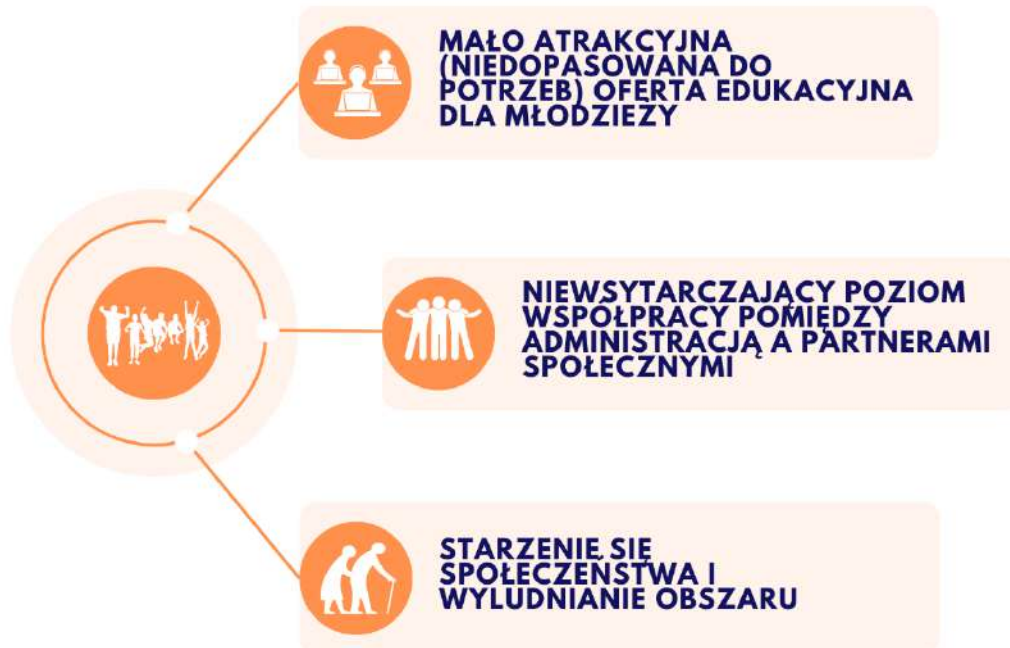 MAŁO ATRAKCYJNA
(NIEDOPASOWANA DO
POTRZEB) OFERTA EDUKACYJNA
DLA MŁODZIEŻY
NIEWSYTARCZAJĄCY POZIOM
WSPÓŁPRACY POMIĘDZY
ADMINISTRACJĄ A PARTNERAMI
SPOŁECZNYMI
STARZENIE SIĘ
SPOŁECZEŃSTWA I
WYLUDNIANIE OBSZARU